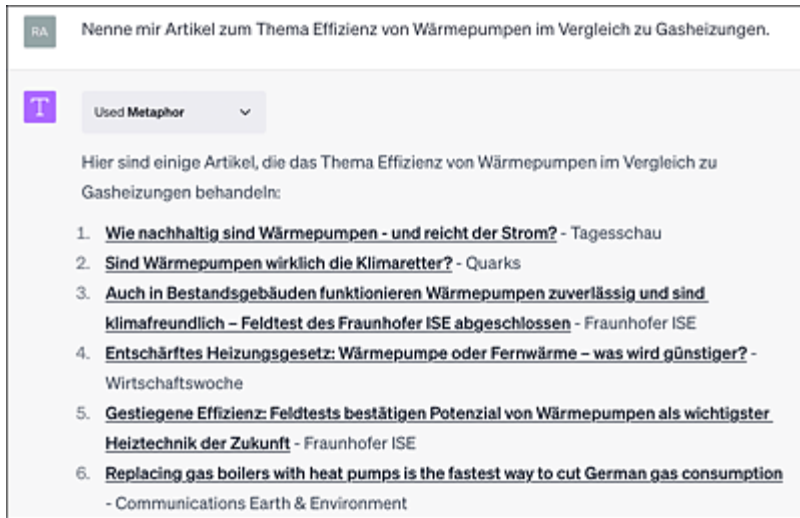 RA
Nenne mir Artikel zum Thema Effizienz von Wärmepumpen im Vergleich zu Gasheizungen.
T
Used Metaphor
Hier sind einige Artikel, die das Thema Effizienz von Wärmepumpen im Vergleich zu
Gasheizungen behandeln:
1. Wie nachhaltig sind Wärmepumpen - und reicht der Strom? - Tagesschau
2. Sind Wärmepumpen wirklich die Klimaretter? - Quarks
3. Auch in Bestandsgebäuden funktionieren Wärmepumpen zuverlässig und sind
klimafreundlich – Feldtest des Fraunhofer ISE abgeschlossen - Fraunhofer ISE
4. Entschärftes Heizungsgesetz: Wärmepumpe oder Fernwärme – was wird günstiger? -
Wirtschaftswoche
5. Gestiegene Effizienz: Feldtests bestätigen Potenzial von Wärmepumpen als wichtigster
Heiztechnik der Zukunft - Fraunhofer ISE
6. Replacing gas boilers with heat pumps is the fastest way to cut German gas consumption
- Communications Earth & Environment